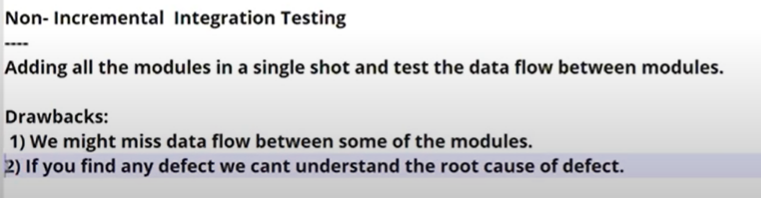 Non- Incremental Integration Testing
----
Adding all the modules in a single shot and test the data flow between modules.
Drawbacks:
1) We might miss data flow between some of the modules.
2) If you find any defect we cant understand the root cause of defect.